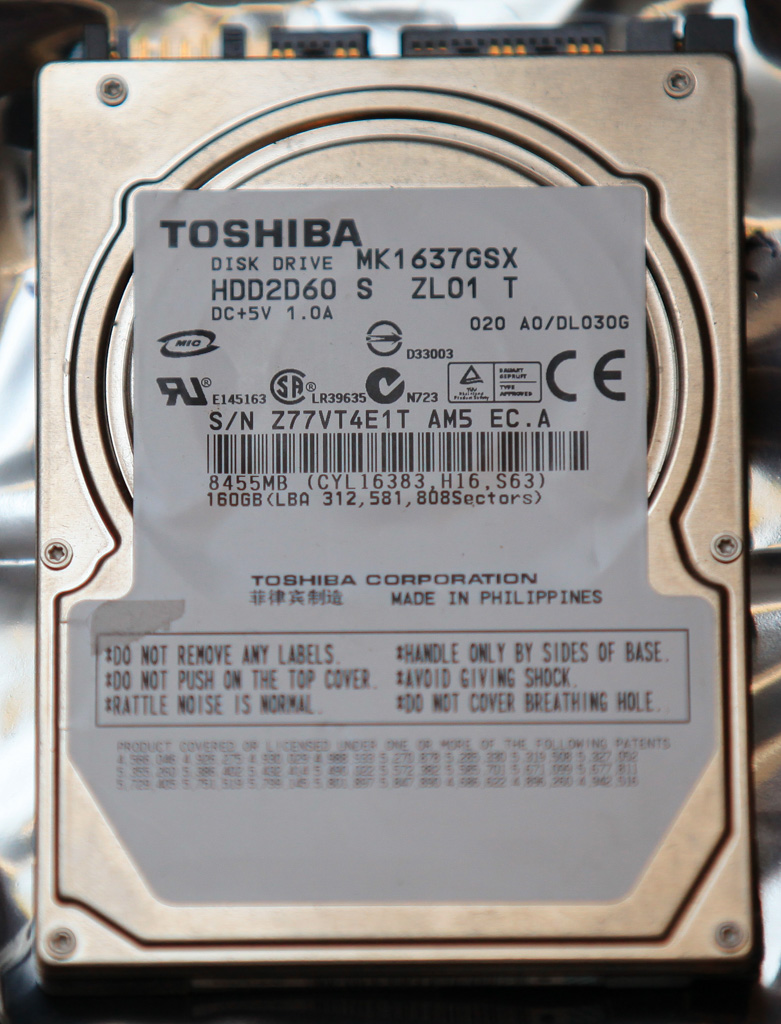 TOSHIBA
DISK DRIVE MK1637GSX
HDD2D60 S ZL01 T
DC+5V 1.0A
020 A0/DL030G
MIC
D33003
E145163 LR39635 N723
TYPE APPROVED
CE
S/N Z77VT4E1T AM5 EC.A
8455MB (CYL16383,H16,S63)
160GB(LBA 312,581,808Sectors)
TOSHIBA CORPORATION
菲律宾制造 MADE IN PHILIPPINES
*DO NOT REMOVE ANY LABELS. *HANDLE ONLY BY SIDES OF BASE.
*DO NOT PUSH ON THE TOP COVER. *AVOID GIVING SHOCK.
*RATTLE NOISE IS NORMAL. *DO NOT COVER BREATHING HOLE.
PRODUCT COVERED OR LICENSED UNDER ONE OR MORE OF THE FOLLOWING PATENTS